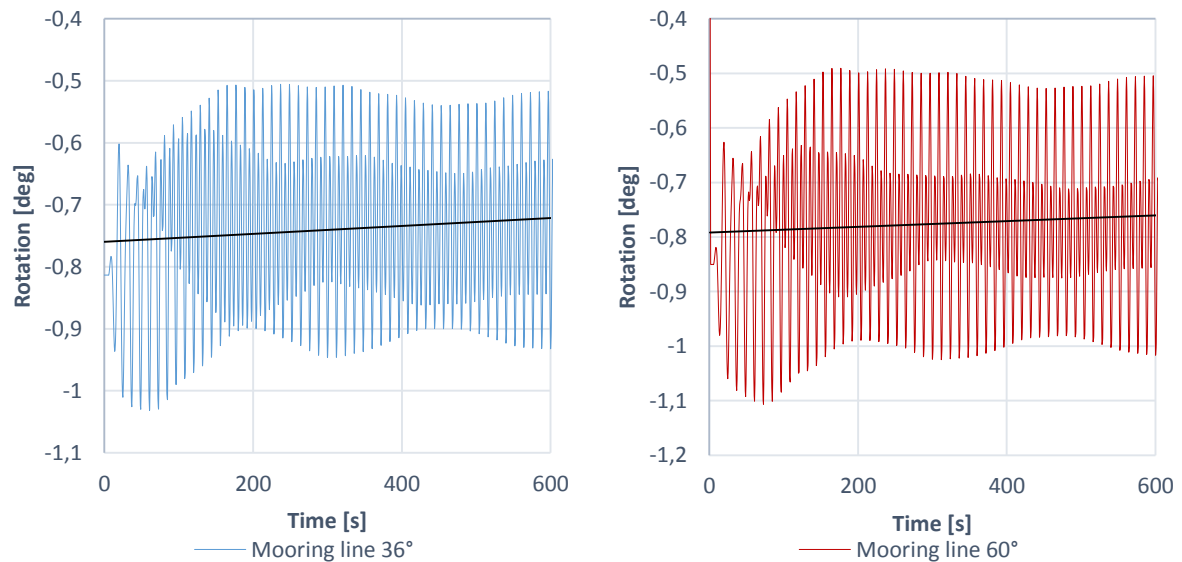 -0,4
-0,5
-0,6
-0,7
-0,8
-0,9
-1
-1,1
Rotation [deg]
0 200 400 600
Time [s]
Mooring line 36°
-0,4
-0,5
-0,6
-0,7
-0,8
-0,9
-1
-1,1
-1,2
Rotation [deg]
0 200 400 600
Time [s]
Mooring line 60°